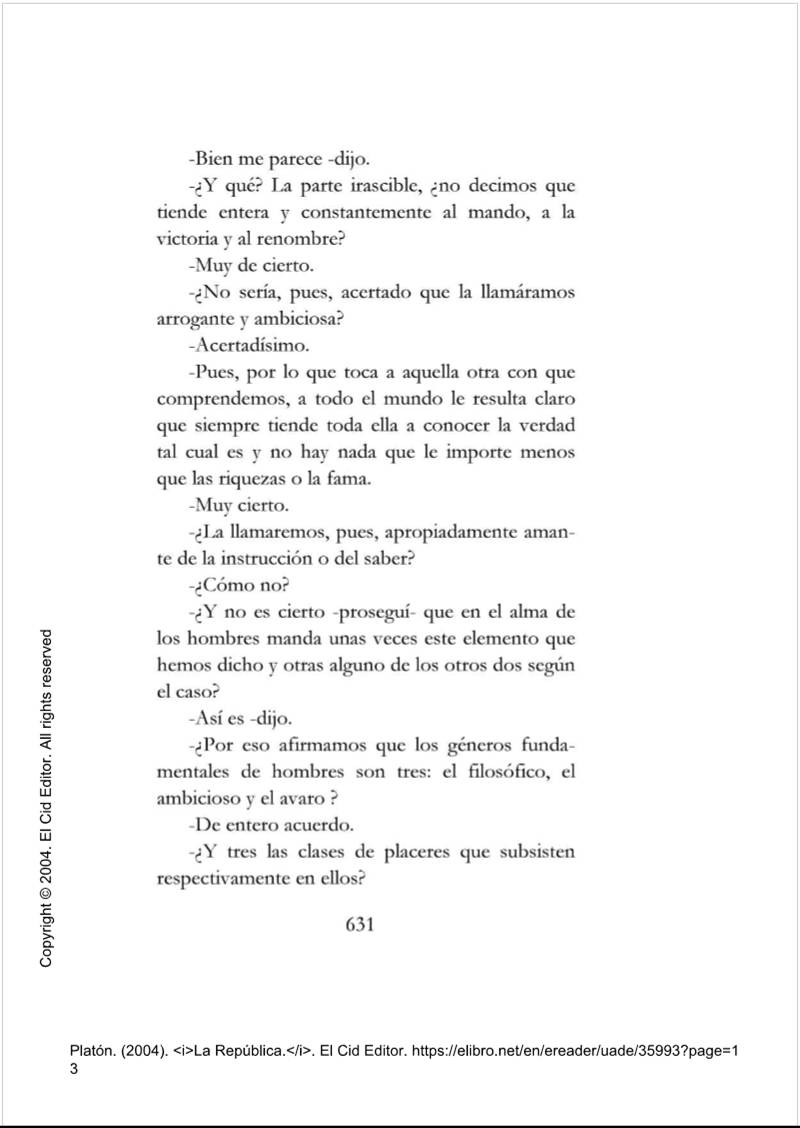 -Bien me parece -dijo.
-¿Y qué? La parte irascible, ¿no decimos que
tiende entera y constantemente al mando, a la
victoria y al renombre?
-Muy de cierto.
-¿No sería, pues, acertado que la llamáramos
arrogante y ambiciosa?
-Acertadísimo.
-Pues, por lo que toca a aquella otra con que
comprendemos, a todo el mundo le resulta claro
que siempre tiende toda ella a conocer la verdad
tal cual es y no hay nada que le importe menos
que las riquezas o la fama.
-Muy cierto.
-¿La llamaremos, pues, apropiadamente aman-
te de la instrucción o del saber?
-¿Cómo no?
-¿Y no es cierto -proseguí- que en el alma de
los hombres manda unas veces este elemento que
hemos dicho y otras alguno de los otros dos según
el caso?
-Así es -dijo.
-¿Por eso afirmamos que los géneros funda-
mentales de hombres son tres: el filosófico, el
ambicioso y el avaro ?
-De entero acuerdo.
-¿Y tres las clases de placeres que subsisten
respectivamente en ellos?
631
Copyright © 2004. El Cid Editor. All rights reserved
Platón. (2004). <i>La República.</i>. El Cid Editor. https://elibro.net/en/ereader/uade/35993?page=1
3